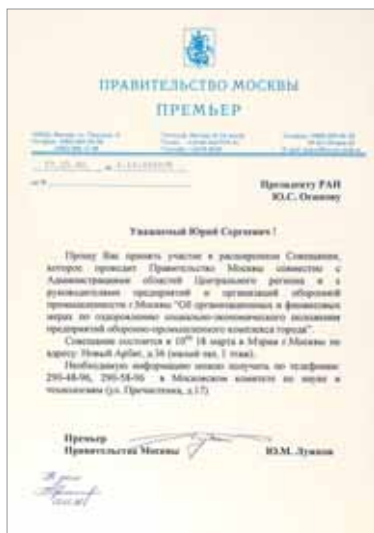 ПРАВИТЕЛЬСТВО МОСКВЫ
ПРЕМЬЕР
Президенту РАН
Ю.С. Осипову
Уважаемый Юрий Сергеевич !
Прошу Вас принять участие в расширенном Совещании,
которое проводит Правительство Москвы совместно с
Администрациями областей Центрального региона и с
руководителями предприятий и организаций оборонной
промышленности г.Москвы "Об организационных и финансовых
мерах по оздоровлению социально-экономического положения
предприятий оборонно-промышленного комплекса города".
Совещание состоится в 10⁰⁰ 18 марта в Мэрии г.Москвы по
адресу: Новый Арбат, д.36 (малый зал, 1 этаж).
Необходимую информацию можно получить по телефонам:
290-48-96, 290-58-96 в Московском комитете по науке и
технологиям (ул. Пречистенка, д.17).
Премьер
Правительства Москвы
Ю.М. Лужков